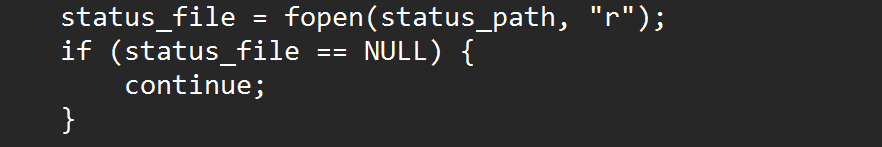 status_file = fopen(status_path, "r");
if (status_file == NULL) {
    continue;
}